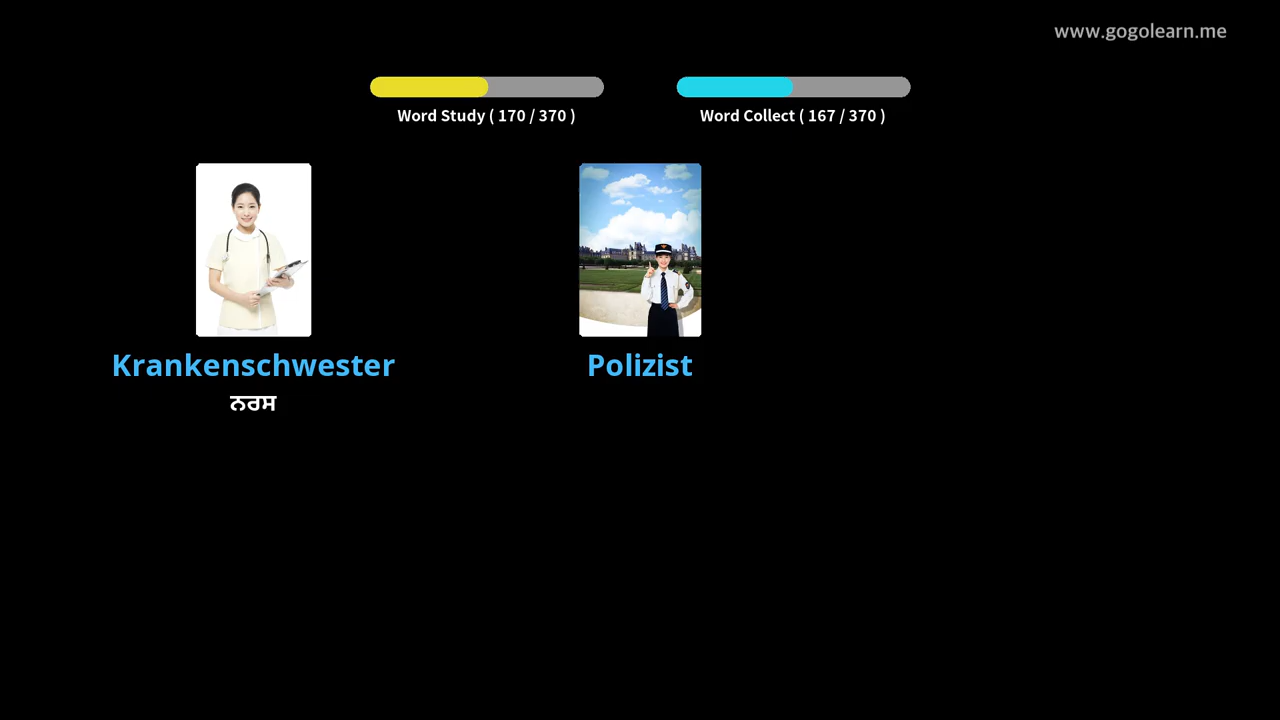 www.gogolearn.me
Word Study ( 170 / 370 )
Word Collect ( 167 / 370 )
Krankenschwester
ਨਰਸ
Polizist